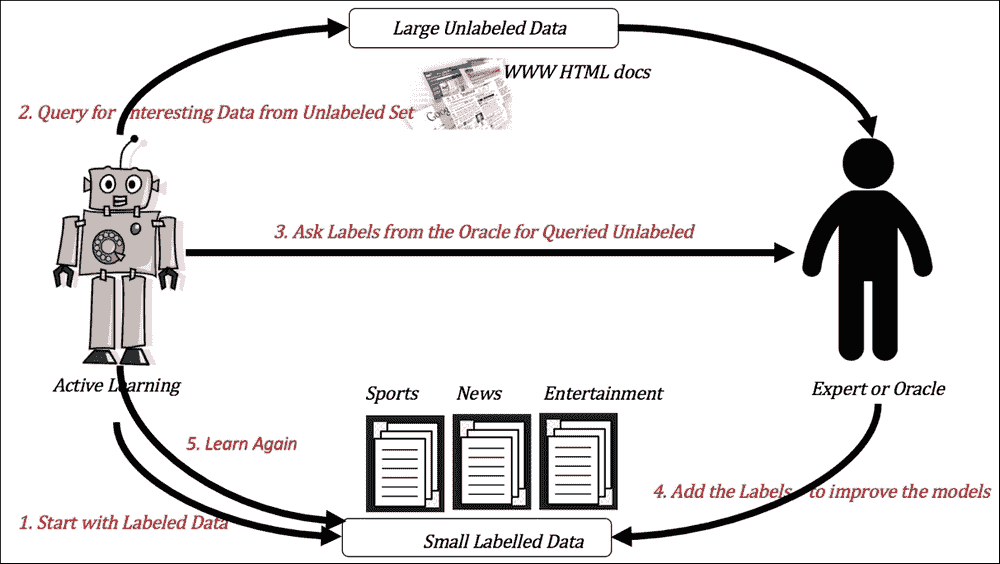 Large Unlabeled Data
WWW HTML docs
Goog
2. Query for Interesting Data from Unlabeled Set
3. Ask Labels from the Oracle for Queried Unlabeled
Active Learning
Expert or Oracle
Sports
News
Entertainment
5. Learn Again
4. Add the Labels to improve the models
1. Start with Labeled Data
Small Labelled Data